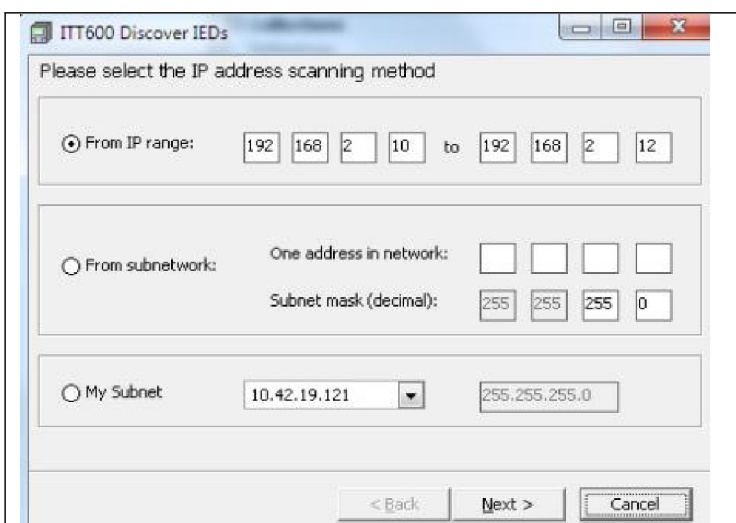 ITT600 Discover IEDs
Please select the IP address scanning method
From IP range: 192 168 2 10 to 192 168 2 12
From subnetwork: One address in network:
Subnet mask (decimal): 255 255 255 0
My Subnet 10.42.19.121 255.255.255.0
< Back Next > Cancel